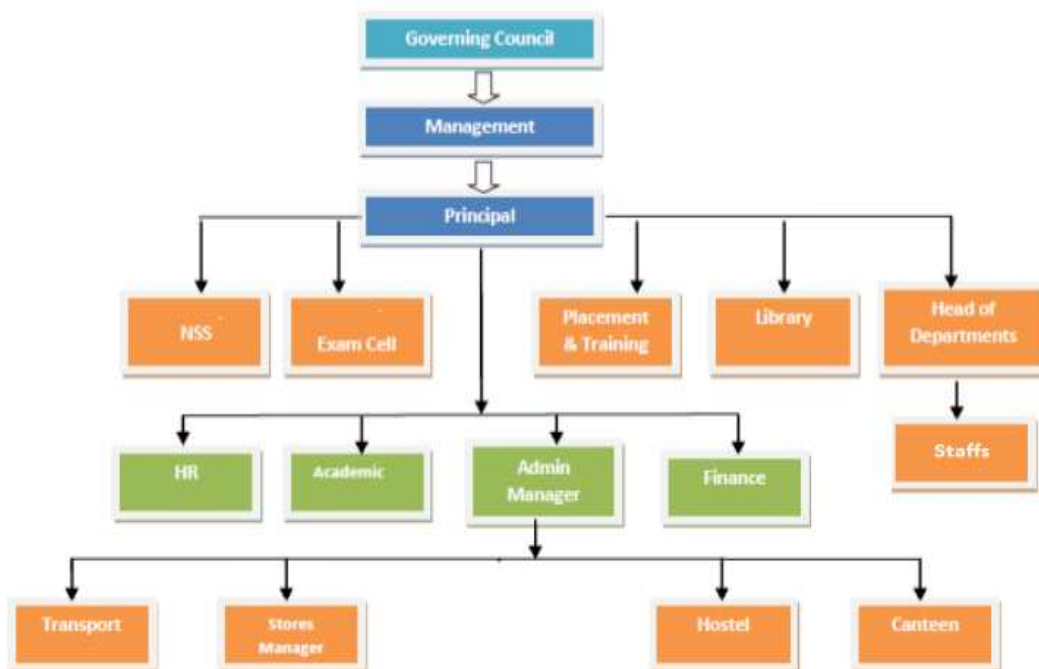 Governing Council
Management
Principal
NSS
Exam Cell
Placement
& Training
Library
Head of
Departments
Staffs
HR
Academic
Admin
Manager
Finance
Transport
Stores
Manager
Hostel
Canteen